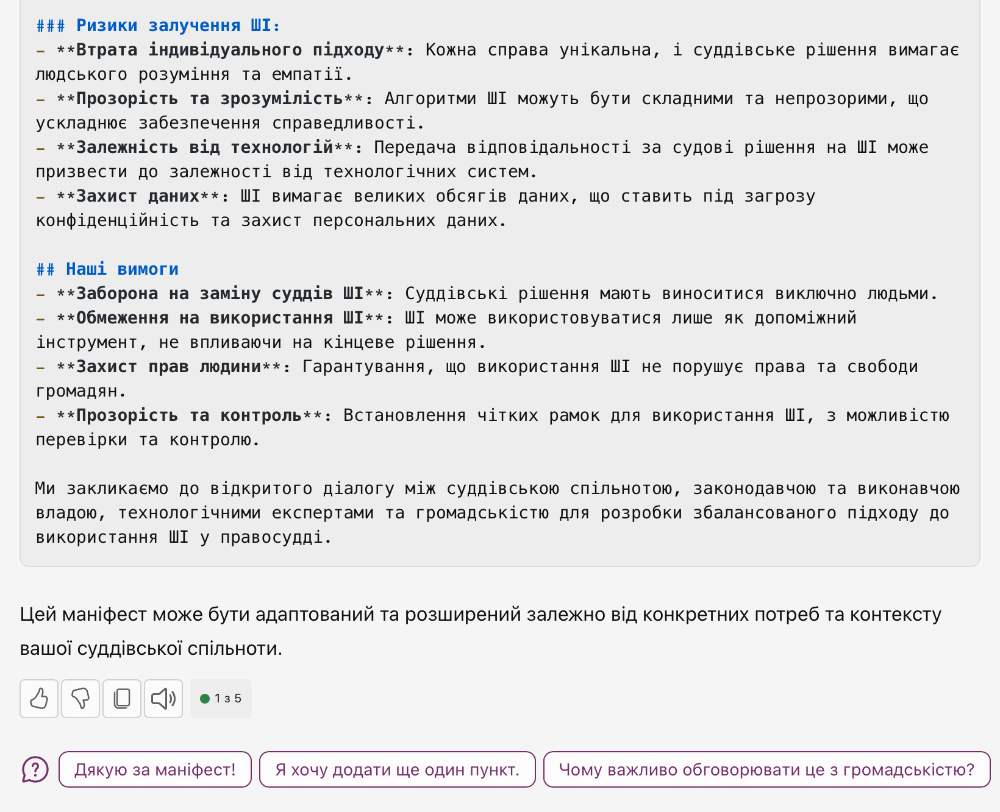 ### Ризики залучення ШІ:
- **Втрата індивідуального підходу**: Кожна справа унікальна, і суддівське рішення вимагає
людського розуміння та емпатії.
- **Прозорість та зрозумілість**: Алгоритми ШІ можуть бути складними та непрозорими, що
ускладнює забезпечення справедливості.
- **Залежність від технологій**: Передача відповідальності за судові рішення на ШІ може
призвести до залежності від технологічних систем.
- **Захист даних**: ШІ вимагає великих обсягів даних, що ставить під загрозу
конфіденційність та захист персональних даних.
## Наші вимоги
- **Заборона на заміну суддів ШІ**: Суддівські рішення мають виноситися виключно людьми.
- **Обмеження на використання ШІ**: ШІ може використовуватися лише як допоміжний
інструмент, не впливаючи на кінцеве рішення.
- **Захист прав людини**: Гарантування, що використання ШІ не порушує права та свободи
громадян.
- **Прозорість та контроль**: Встановлення чітких рамок для використання ШІ, з можливістю
перевірки та контролю.
Ми закликаємо до відкритого діалогу між суддівською спільнотою, законодавчою та виконавчою
владою, технологічними експертами та громадськістю для розробки збалансованого підходу до
використання ШІ у правосудді.
Цей маніфест може бути адаптований та розширений залежно від конкретних потреб та контексту
вашої суддівської спільноти.
1 з 5
Дякую за маніфест! Я хочу додати ще один пункт. Чому важливо обговорювати це з громадськістю?